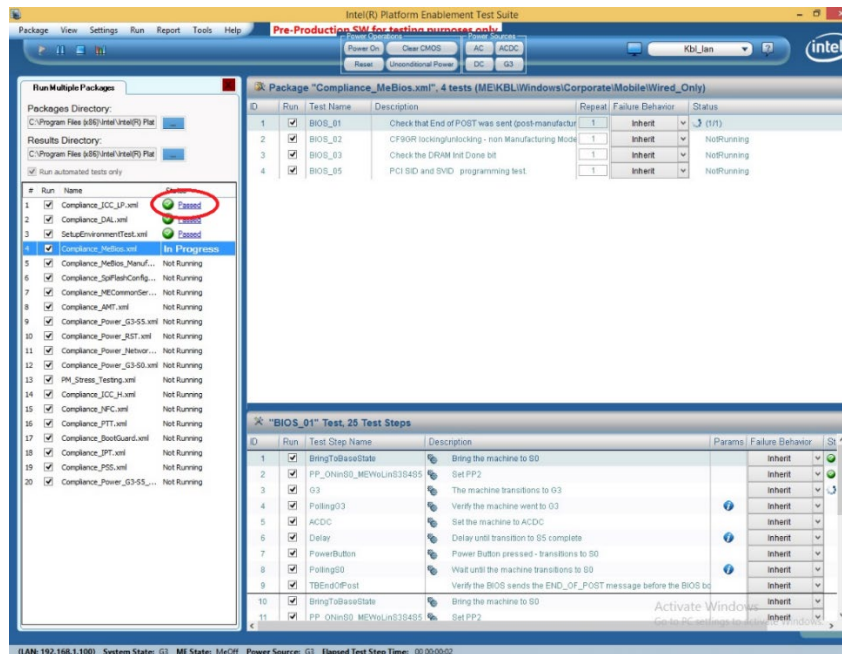 Intel(R) Platform Enablement Test Suite
Package View Settings Run Report Tools Help
Pre-Production SW for testing purposes only
Power Operations Power Sources
Power On Clear CMOS AC ACDC
Reset Unconditional Power DC G3
Kbl_lan
intel
Run Multiple Packages
Packages Directory:
C:\Program Files (x86)\Intel\Intel(R) Plat ...
Results Directory:
C:\Program Files (x86)\Intel\Intel(R) Plat ...
Run automated tests only
# Run Name Status
1 Compliance_ICC_LP.xml Passed
2 Compliance_DAL.xml Passed
3 SetupEnvironmentTest.xml Passed
4 Compliance_MeBios.xml In Progress
5 Compliance_MeBios_Manuf... Not Running
6 Compliance_SpiFlashConfig... Not Running
7 Compliance_MECommonSer... Not Running
8 Compliance_AMT.xml Not Running
9 Compliance_Power_G3-S5.xml Not Running
10 Compliance_Power_RST.xml Not Running
11 Compliance_Power_Networ... Not Running
12 Compliance_Power_G3-S0.xml Not Running
13 PM_Stress_Testing.xml Not Running
14 Compliance_ICC_H.xml Not Running
15 Compliance_NFC.xml Not Running
16 Compliance_PTT.xml Not Running
17 Compliance_BootGuard.xml Not Running
18 Compliance_IPT.xml Not Running
19 Compliance_PSS.xml Not Running
20 Compliance_Power_G3-S5_... Not Running
Package "Compliance_MeBios.xml", 4 tests (ME\KBL\Windows\Corporate\Mobile\Wired_Only)
ID Run Test Name Description Repeat Failure Behavior Status
1 BIOS_01 Check that End of POST was sent (post-manufactur 1 Inherit (1/1)
2 BIOS_02 CF9GR locking/unlocking - non Manufacturing Mode 1 Inherit NotRunning
3 BIOS_03 Check the DRAM Init Done bit 1 Inherit NotRunning
4 BIOS_05 PCI SID and SVID programming test 1 Inherit NotRunning
"BIOS_01" Test, 25 Test Steps
ID Run Test Step Name Description Params Failure Behavior St
1 BringToBaseState Bring the machine to S0 Inherit
2 PP_ONinS0_MEWoLinS3S4S5 Set PP2 Inherit
3 G3 The machine transitions to G3 Inherit
4 PollingG3 Verify the machine went to G3 Inherit
5 ACDC Set the machine to ACDC Inherit
6 Delay Delay until transition to S5 complete Inherit
7 PowerButton Power Button pressed - transitions to S0 Inherit
8 PollingS0 Wait until the machine transitions to S0 Inherit
9 TBEndOfPost Verify the BIOS sends the END_OF_POST message before the BIOS bo Inherit
10 BringToBaseState Bring the machine to S0 Inherit
11 PP_ONinS0_MEWoLinS3S4S5 Set PP2 Inherit
Activate Windows
Go to PC settings to activate Windows.
(LAN: 192.168.1.100) System State: G3 ME State: MeOff Power Source: G3 Elapsed Test Step Time: 00:00:00:02